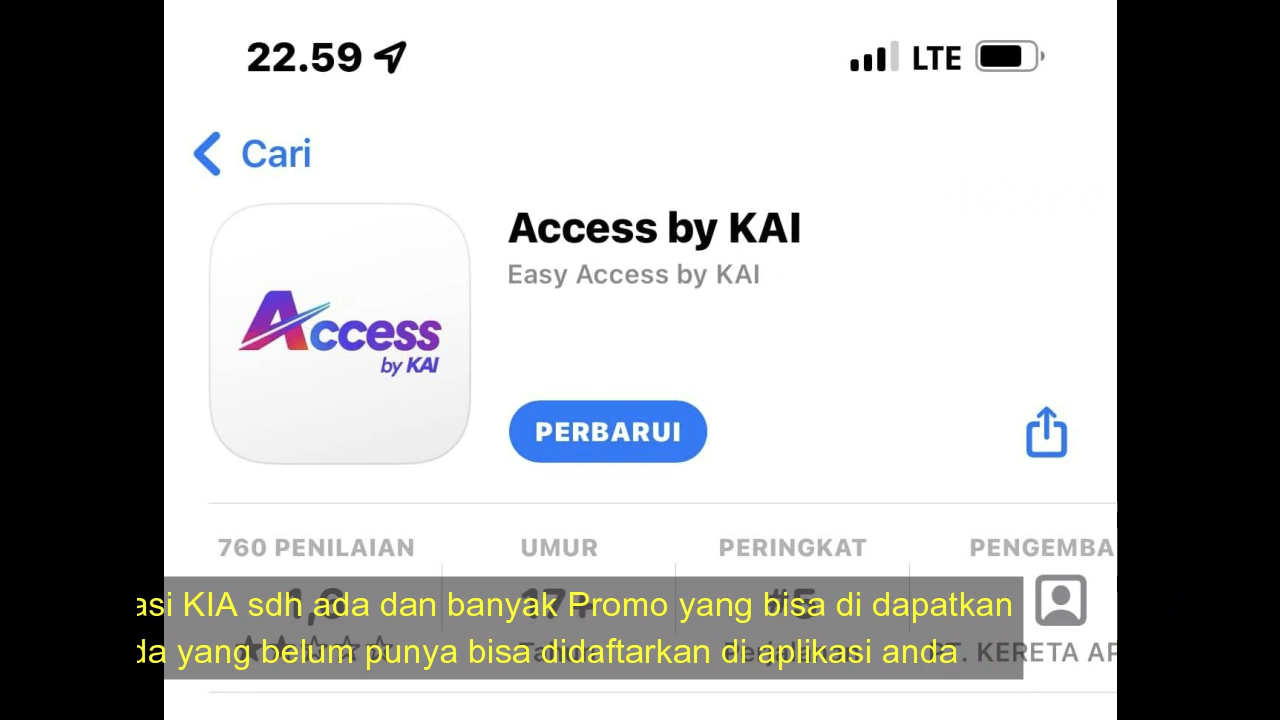 22.59
LTE
Cari
Access by KAI
Access
by KAI
Easy Access by KAI
PERBARUI
760 PENILAIAN
UMUR
PERINGKAT
PENGEMBA
asi KIA sdh ada dan banyak Promo yang bisa di dapatkan
da yang belum punya bisa didaftarkan di aplikasi anda
. KERETA AP